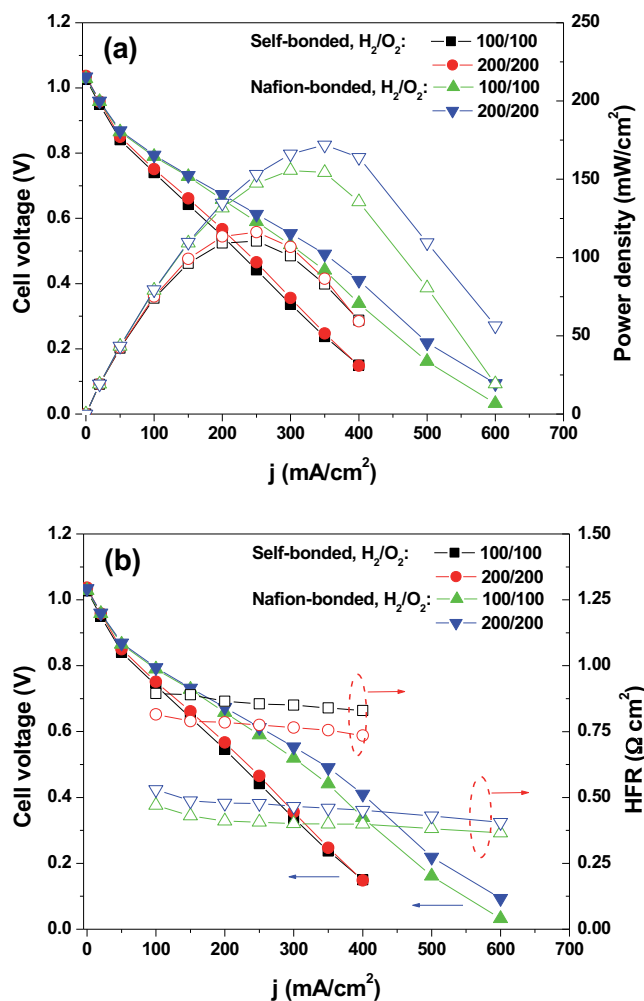 (a)
Self-bonded, H₂/O₂: 100/100
200/200
Nafion-bonded, H₂/O₂: 100/100
200/200
Cell voltage (V)
1.2
1.0
0.8
0.6
0.4
0.2
0.0
Power density (mW/cm²)
250
200
150
100
50
0
0 100 200 300 400 500 600 700
j (mA/cm²)
(b)
Self-bonded, H₂/O₂: 100/100
200/200
Nafion-bonded, H₂/O₂: 100/100
200/200
Cell voltage (V)
1.2
1.0
0.8
0.6
0.4
0.2
0.0
HFR (Ω cm²)
1.50
1.25
1.00
0.75
0.50
0.25
0.00
0 100 200 300 400 500 600 700
j (mA/cm²)